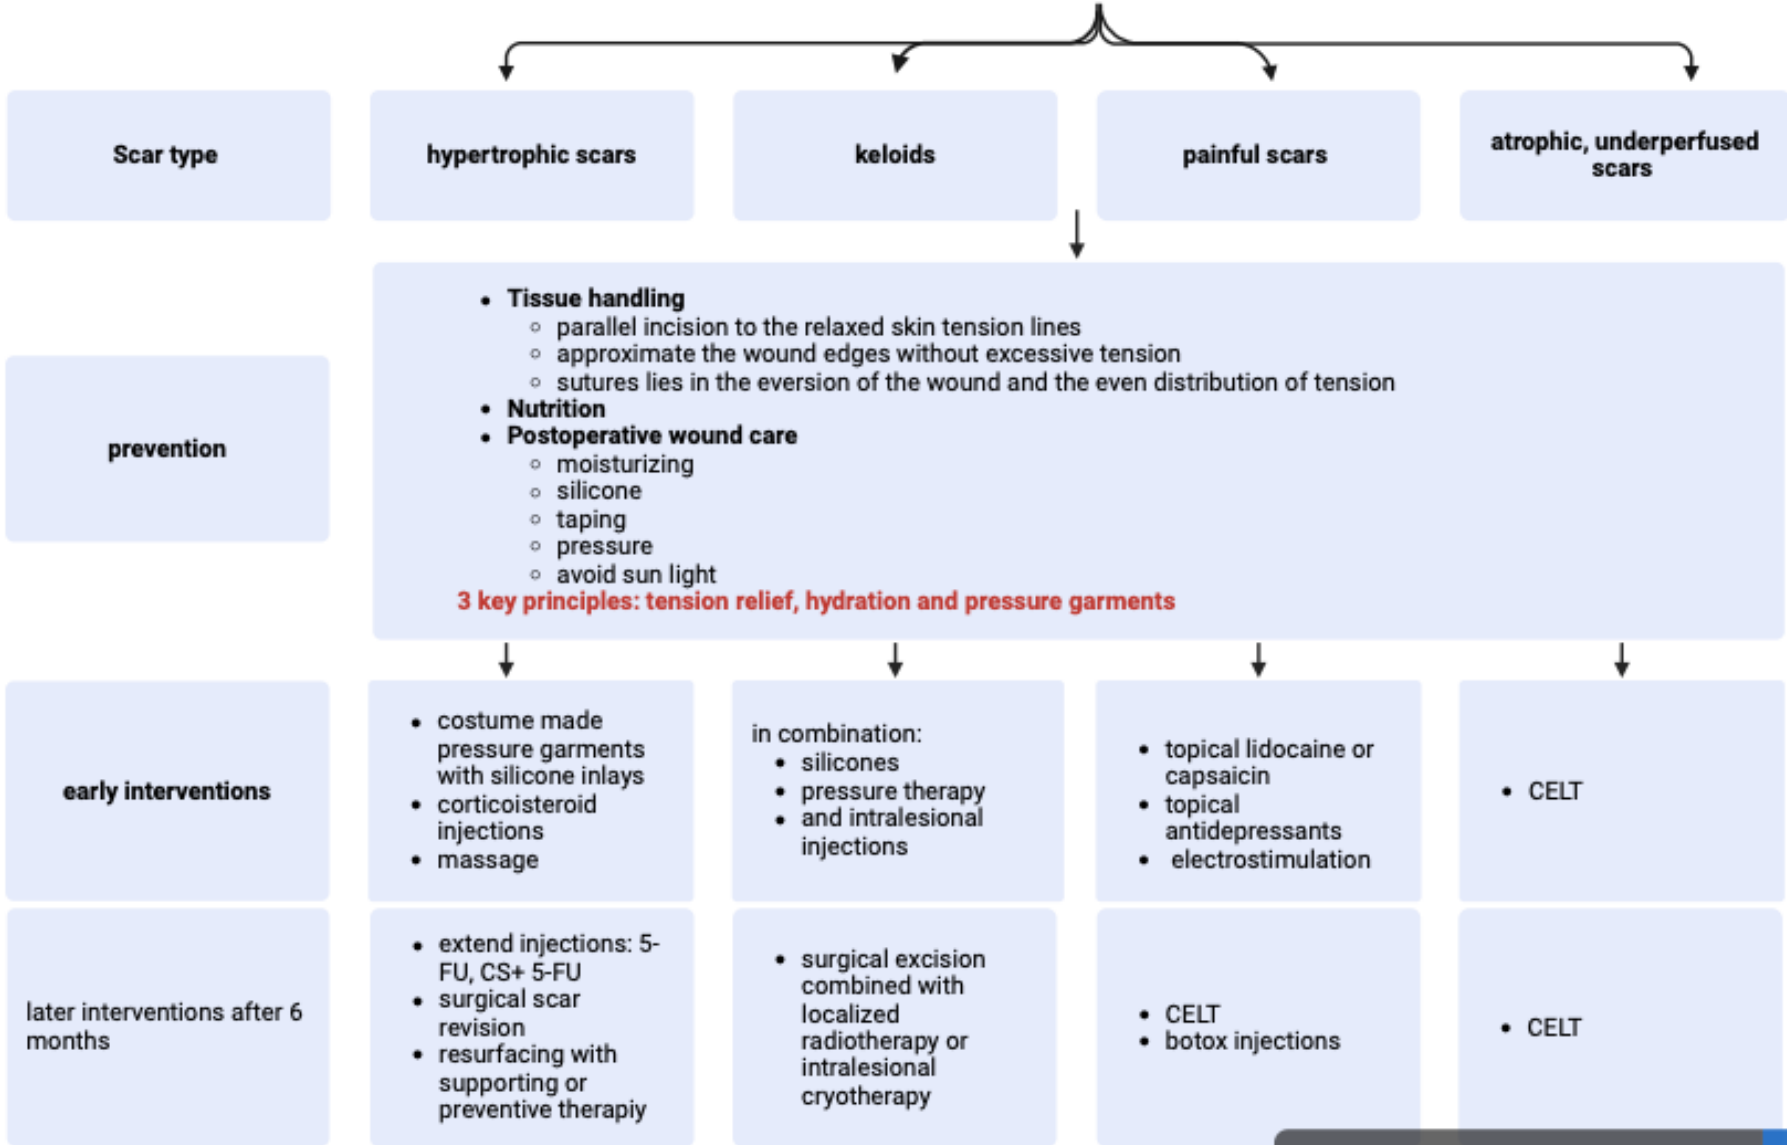 Scar type
hypertrophic scars
keloids
painful scars
atrophic, underperfused
scars
prevention
• Tissue handling
○ parallel incision to the relaxed skin tension lines
○ approximate the wound edges without excessive tension
○ sutures lies in the eversion of the wound and the even distribution of tension
• Nutrition
• Postoperative wound care
○ moisturizing
○ silicone
○ taping
○ pressure
○ avoid sun light
3 key principles: tension relief, hydration and pressure garments
early interventions
• costume made
pressure garments
with silicone inlays
• corticoisteroid
injections
• massage
in combination:
• silicones
• pressure therapy
• and intralesional
injections
• topical lidocaine or
capsaicin
• topical
antidepressants
• electrostimulation
• CELT
later interventions after 6
months
• extend injections: 5-
FU, CS+ 5-FU
• surgical scar
revision
• resurfacing with
supporting or
preventive therapiy
• surgical excision
combined with
localized
radiotherapy or
intralesional
cryotherapy
• CELT
• botox injections
• CELT